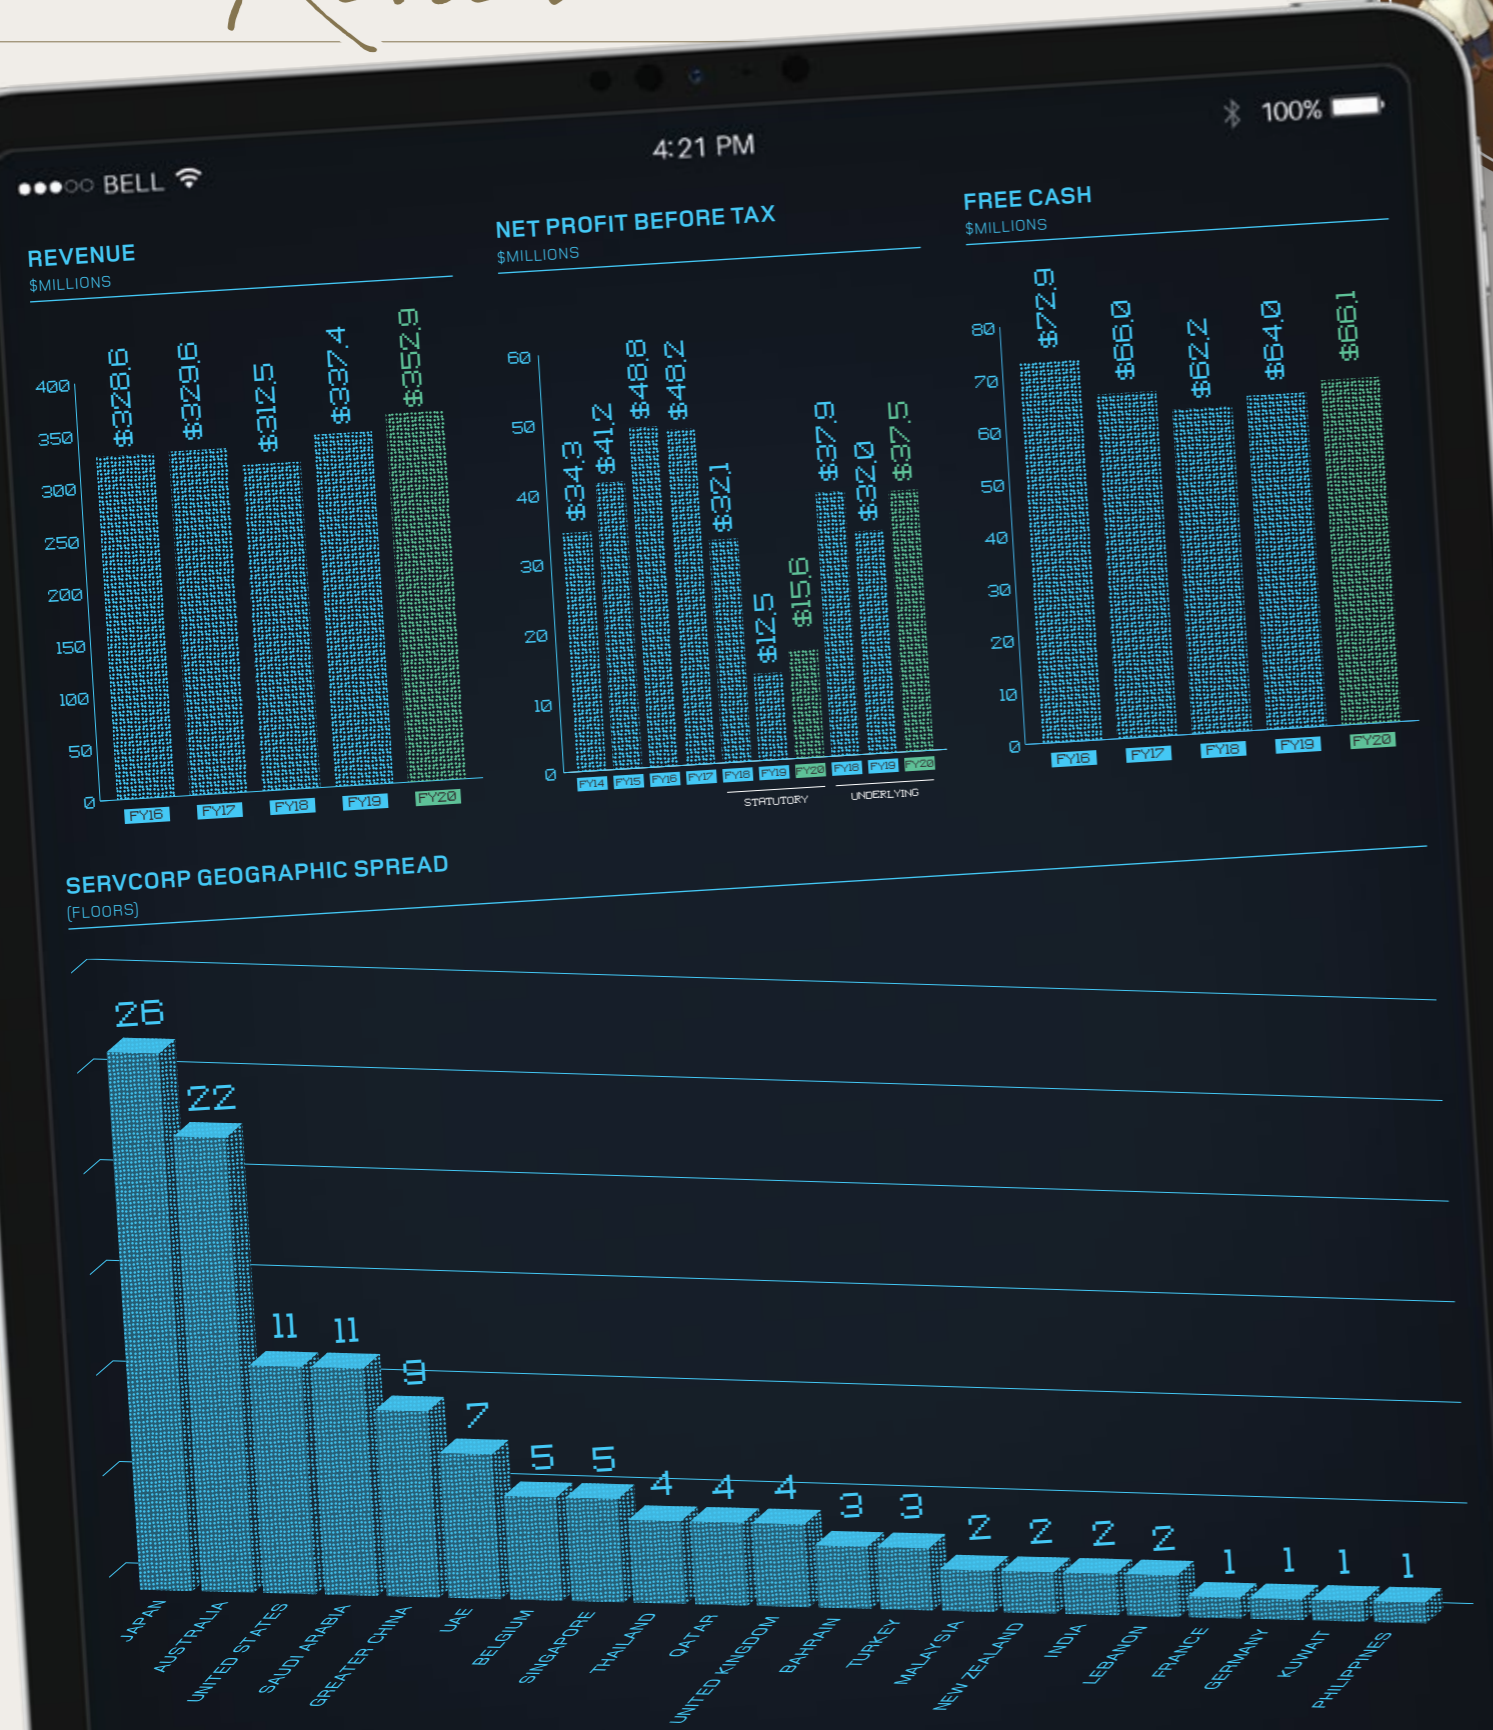 BELL
4:21 PM
100%
REVENUE
$MILLIONS
400
350
300
250
200
150
100
50
0
$328.6
$329.6
$312.5
$337.4
$352.9
FY16
FY17
FY18
FY19
FY20
NET PROFIT BEFORE TAX
$MILLIONS
60
50
40
30
20
10
0
$34.3
$41.2
$48.8
$48.2
$32.1
$12.5
$15.6
$37.9
$32.0
$37.5
FY14
FY15
FY16
FY17
FY18
FY19
FY20
FY18
FY19
FY20
STATUTORY
UNDERLYING
FREE CASH
$MILLIONS
80
70
60
50
40
30
20
10
0
$72.9
$66.0
$62.2
$64.0
$66.1
FY16
FY17
FY18
FY19
FY20
SERVCORP GEOGRAPHIC SPREAD
(FLOORS)
26
22
11
11
9
7
5
5
4
4
4
3
3
2
2
2
2
1
1
1
1
JAPAN
AUSTRALIA
UNITED STATES
SAUDI ARABIA
GREATER CHINA
UAE
BELGIUM
SINGAPORE
THAILAND
QATAR
UNITED KINGDOM
BAHRAIN
TURKEY
MALAYSIA
NEW ZEALAND
INDIA
LEBANON
FRANCE
GERMANY
KUWAIT
PHILIPPINES